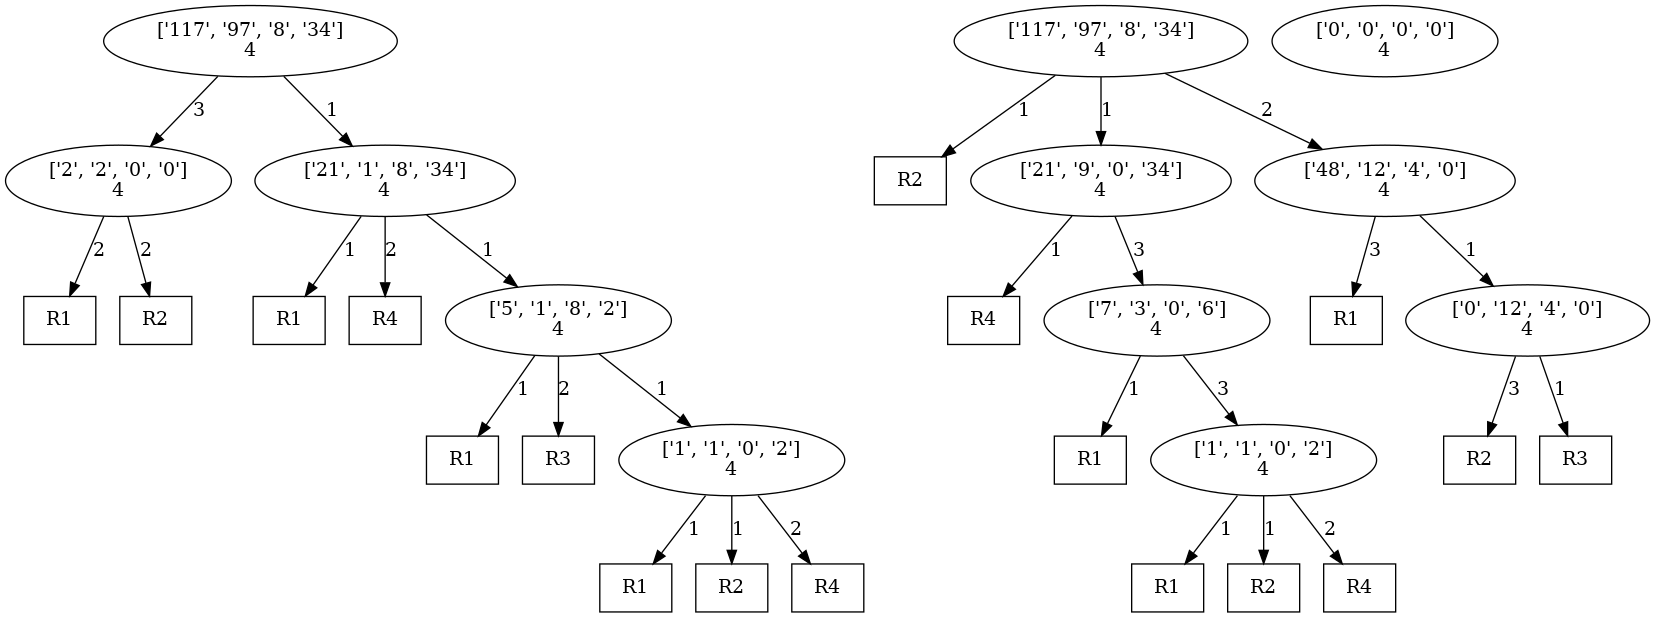 ['117', '97', '8', '34']
4
['117', '97', '8', '34']
4
['0', '0', '0', '0']
4
3
1
1
1
2
['2', '2', '0', '0']
4
['21', '1', '8', '34']
4
R2
['21', '9', '0', '34']
4
['48', '12', '4', '0']
4
2
2
1
2
1
1
3
3
1
R1
R2
R1
R4
['5', '1', '8', '2']
4
R4
['7', '3', '0', '6']
4
R1
['0', '12', '4', '0']
4
1
2
1
1
3
3
1
R1
R3
['1', '1', '0', '2']
4
R1
['1', '1', '0', '2']
4
R2
R3
1
1
2
1
1
2
R1
R2
R4
R1
R2
R4